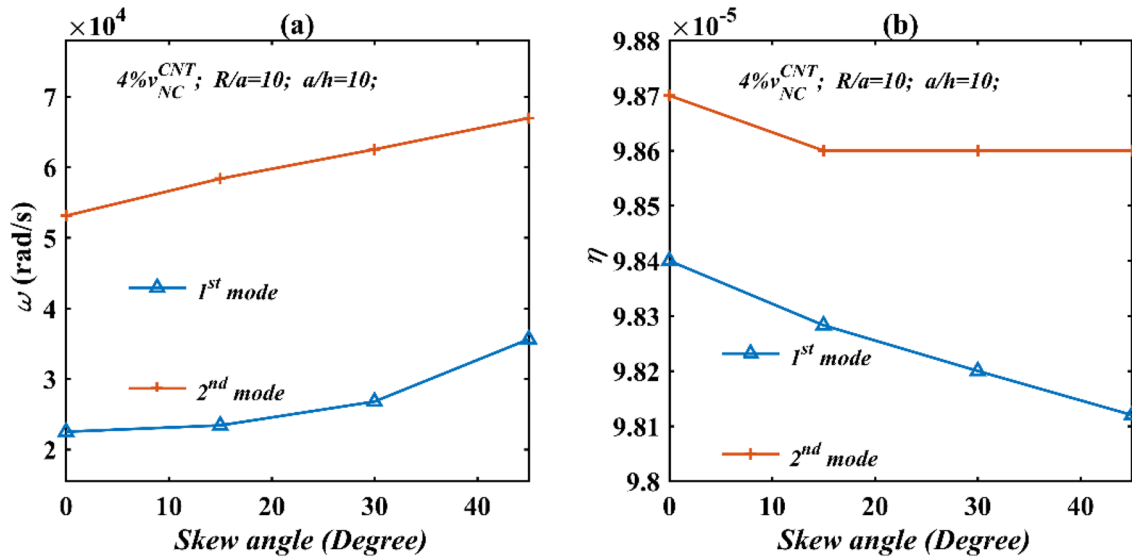 ×10⁴
(a)
4%v_NC^CNT; R/a=10; a/h=10;
7
6
5
4
3
2
ω (rad/s)
1ˢᵗ mode
2ⁿᵈ mode
0 10 20 30 40
Skew angle (Degree)
9.88 ×10⁻⁵
(b)
4%v_NC^CNT; R/a=10; a/h=10;
9.87
9.86
9.85
9.84
9.83
9.82
9.81
9.8
η
1ˢᵗ mode
2ⁿᵈ mode
0 10 20 30 40
Skew angle (Degree)